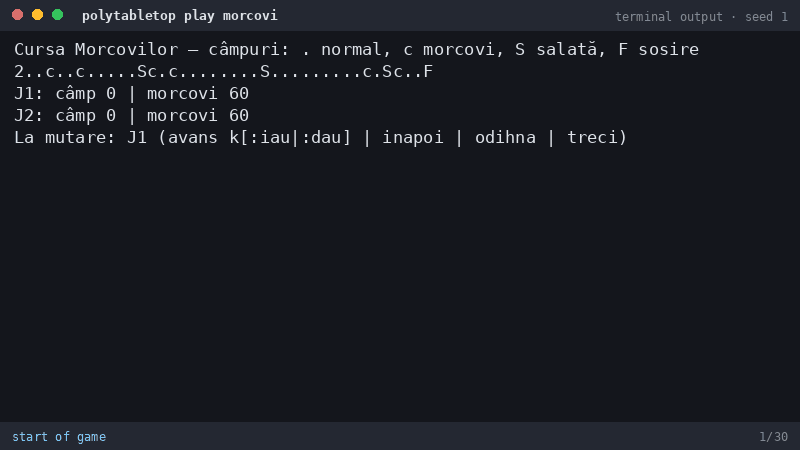 polytabletop play morcovi
terminal output · seed 1
Cursa Morcovilor — câmpuri: . normal, c morcovi, S salată, F sosire
2..c..c.....Sc.c........S.........c.Sc..F
J1: câmp 0 | morcovi 60
J2: câmp 0 | morcovi 60
La mutare: J1 (avans k[:iau|:dau] | inapoi | odihna | treci)
start of game
1/30